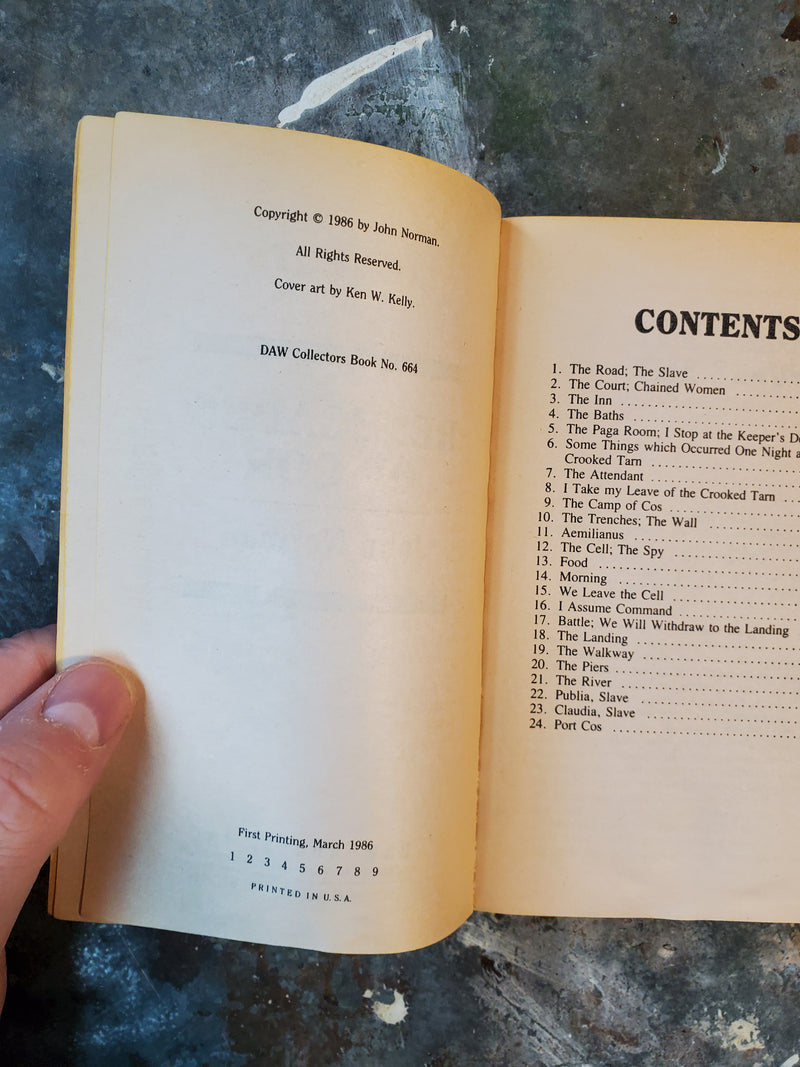 Copyright © 1986 by John Norman.
All Rights Reserved.
Cover art by Ken W. Kelly.
DAW Collectors Book No. 664
First Printing, March 1986
1 2 3 4 5 6 7 8 9
PRINTED IN U.S.A.
CONTENTS
1. The Road; The Slave
2. The Court; Chained Women
3. The Inn
4. The Baths
5. The Paga Room; I Stop at the Keeper's
6. Some Things which Occurred One Night
Crooked Tarn
7. The Attendant
8. I Take my Leave of the Crooked Tarn
9. The Camp of Cos
10. The Trenches; The Wall
11. Aemilianus
12. The Cell; The Spy
13. Food
14. Morning
15. We Leave the Cell
16. I Assume Command
17. Battle; We Will Withdraw to the Landing
18. The Landing
19. The Walkway
20. The Piers
21. The River
22. Publia, Slave
23. Claudia, Slave
24. Port Cos